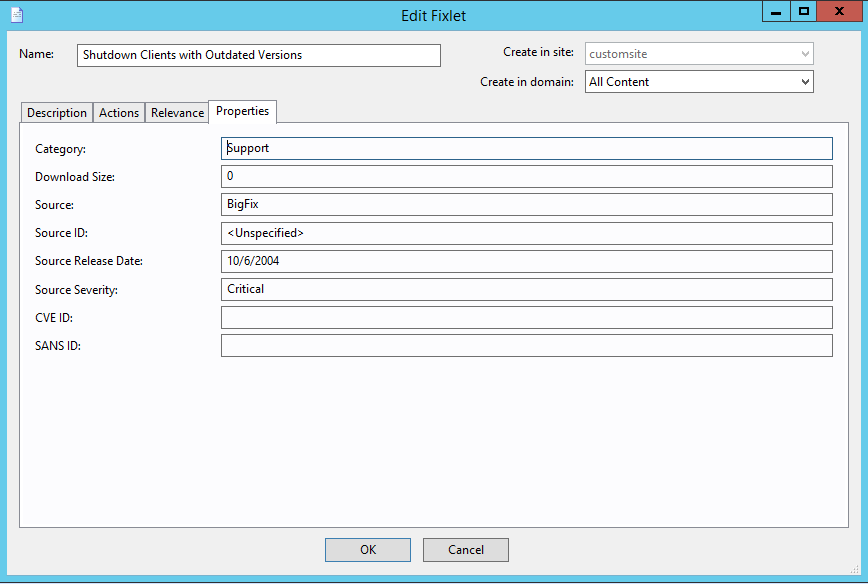 Edit Fixlet
Name: Shutdown Clients with Outdated Versions
Create in site: customsite
Create in domain: All Content
Description Actions Relevance Properties
Category: Support
Download Size: 0
Source: BigFix
Source ID: <Unspecified>
Source Release Date: 10/6/2004
Source Severity: Critical
CVE ID:
SANS ID:
OK Cancel